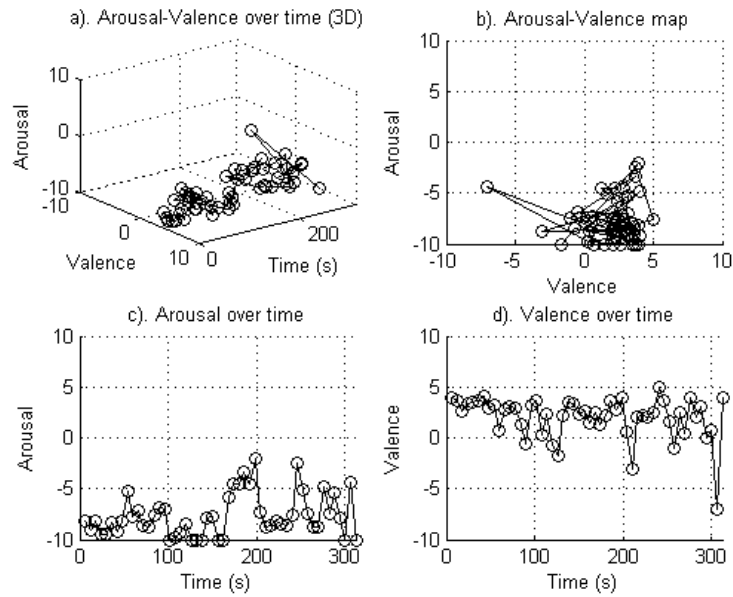 a). Arousal-Valence over time (3D)
10
0
-10
Arousal
-10
0
10
Valence
0
200
Time (s)
b). Arousal-Valence map
10
5
0
-5
-10
Arousal
-10
-5
0
5
10
Valence
c). Arousal over time
10
5
0
-5
-10
Arousal
0
100
200
300
Time (s)
d). Valence over time
10
5
0
-5
-10
Valence
0
100
200
300
Time (s)